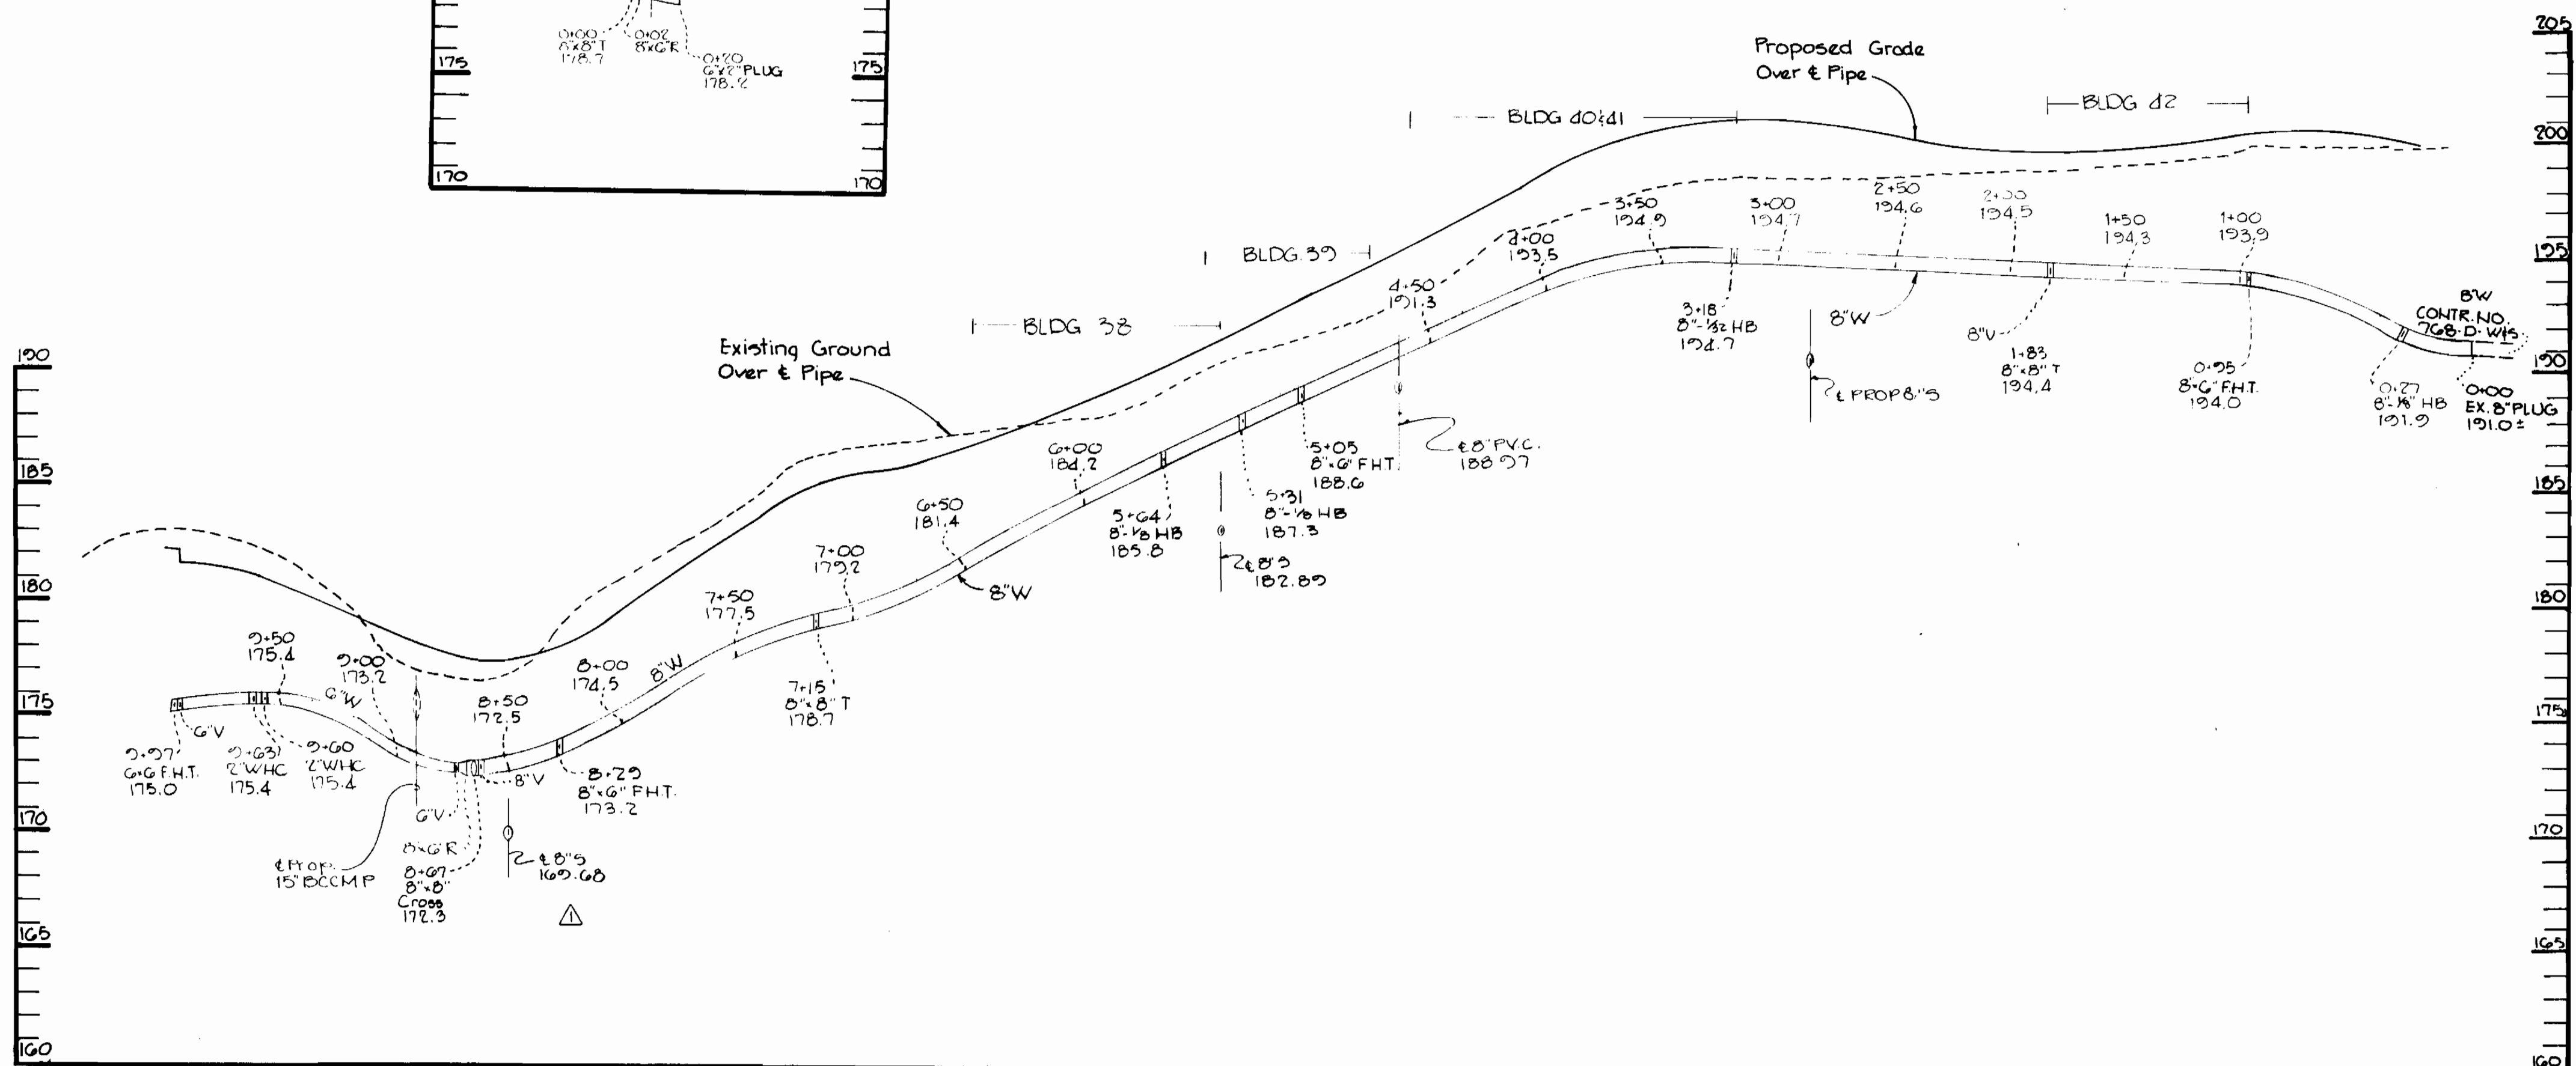 0+00
8"x8"T
178.7
0+02
8"x6"R
0+20
6"x2" PLUG
178.2
175
175
170
170
205
200
195
190
185
180
175
170
165
160
190
185
180
175
170
165
160
Proposed Grade
Over ℄ Pipe
BLDG 42
BLDG 40&41
BLDG. 39
BLDG 38
Existing Ground
Over ℄ Pipe
9+97
6x6 F.H.T.
175.0
6"V
9+63
2"WHC
175.4
9+60
2"WHC
175.4
9+50
175.4
6"W
9+00
173.2
℄ Prop.
15" BCCMP
6"V
8"x6"R
8+67
8"x8"
Cross
172.3
8"V
8+50
172.5
℄ 8"S
169.68
1
8+29
8"x6" F.H.T.
173.2
8+00
174.5
8"W
7+50
177.5
7+15
8"x8" T
178.7
7+00
179.2
6+50
181.4
8"W
6+00
184.2
5+64
8"-1/8 HB
185.8
℄ 8"S
182.89
5+31
8"-1/8 HB
187.3
5+05
8"x6" F.H.T.
188.6
℄ 8" P.V.C.
188.97
4+50
191.3
4+00
193.5
3+50
194.9
3+18
8"-1/32 HB
194.7
3+00
194.7
℄ PROP 8"S
2+50
194.6
8"W
2+00
194.5
8"V
1+83
8"x8" T
194.4
1+50
194.3
1+00
193.9
0+95
8"x6" F.H.T.
194.0
0+27
8"-1/8" HB
191.9
8W
CONTR. NO.
768-D-W&S
0+00
EX. 8" PLUG
191.0±